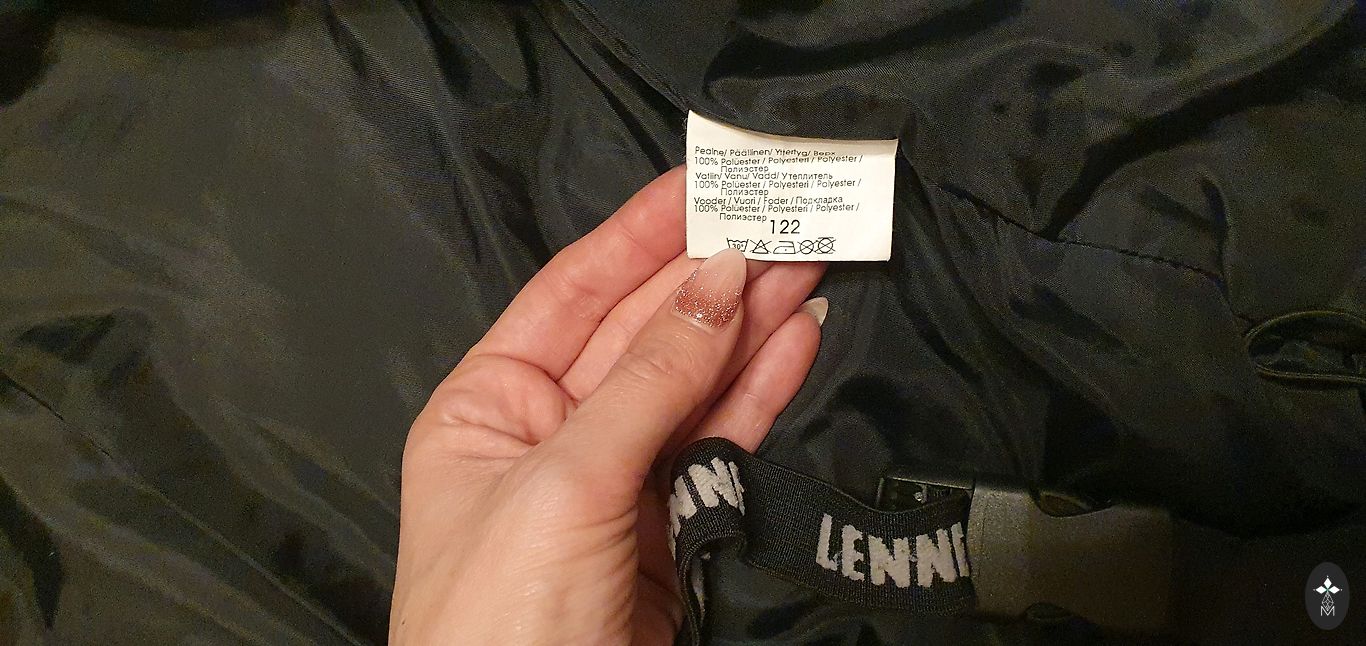 Pealne/ Päällinen/ Yttertyg/ Верх
100% Polüester / Polyesteri / Polyester /
Полиэстер
Vatiin/ Vanu/ Vadd/ Утеплитель
100% Polüester / Polyesteri / Polyester /
Полиэстер
Vooder / Vuori / Foder / Подкладка
100% Polüester / Polyesteri / Polyester /
Полиэстер
122
30°
LENNE
M